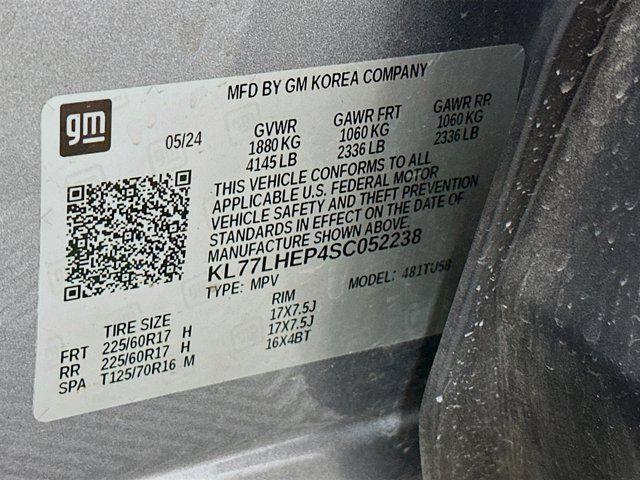 MFD BY GM KOREA COMPANY
gm
05/24
GVWR GAWR FRT GAWR RR
1880 KG 1060 KG 1060 KG
4145 LB 2336 LB 2336 LB
THIS VEHICLE CONFORMS TO ALL
APPLICABLE U.S. FEDERAL MOTOR
VEHICLE SAFETY AND THEFT PREVENTION
STANDARDS IN EFFECT ON THE DATE OF
MANUFACTURE SHOWN ABOVE.
KL77LHEP4SC052238
TYPE: MPV MODEL: 481TU58
TIRE SIZE RIM
FRT 225/60R17 H 17X7.5J
RR 225/60R17 H 17X7.5J
SPA T125/70R16 M 16X4BT